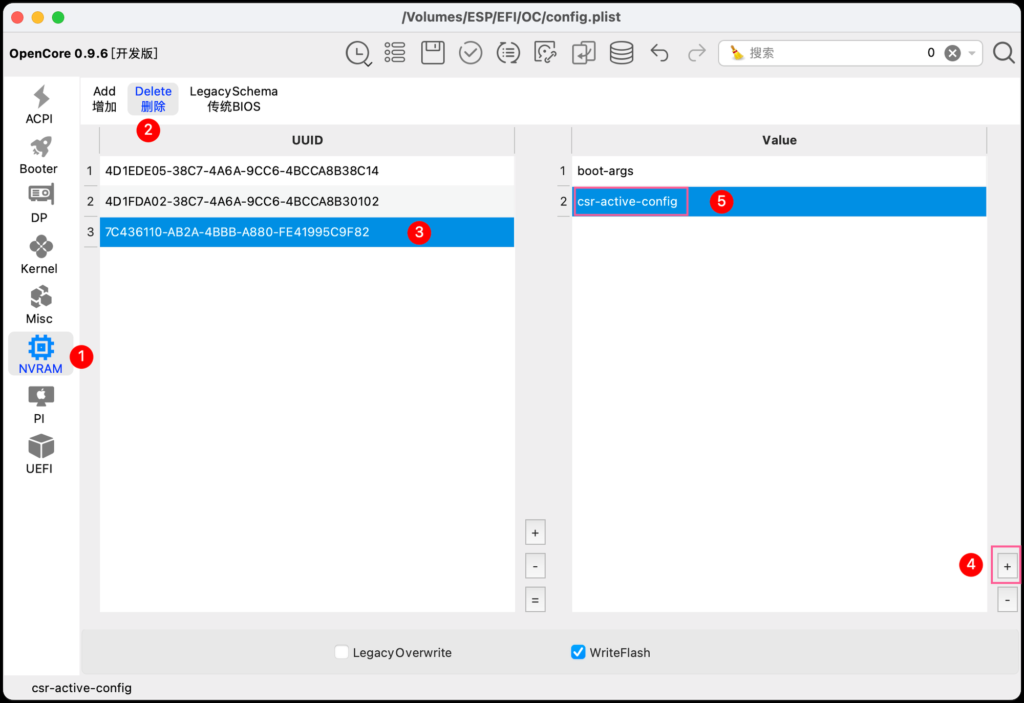 /Volumes/ESP/EFI/OC/config.plist
OpenCore 0.9.6 [开发版]
搜索
0
ACPI
Booter
DP
Kernel
Misc
NVRAM
1
PI
UEFI
Add
增加
Delete
删除
2
LegacySchema
传统BIOS
UUID
1 4D1EDE05-38C7-4A6A-9CC6-4BCCA8B38C14
2 4D1FDA02-38C7-4A6A-9CC6-4BCCA8B30102
3 7C436110-AB2A-4BBB-A880-FE41995C9F82 3
+
-
=
Value
1 boot-args
2 csr-active-config 5
4 +
-
LegacyOverwrite
WriteFlash
csr-active-config